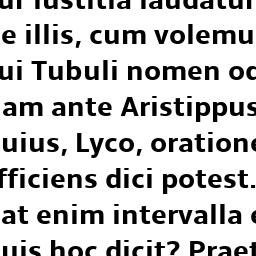 ur iustitia laudatur
e illis, cum volemu
ui Tubuli nomen od
am ante Aristippus
uius, Lyco, oratione
fficiens dici potest.
at enim intervalla e
uis hoc dicit? Praet